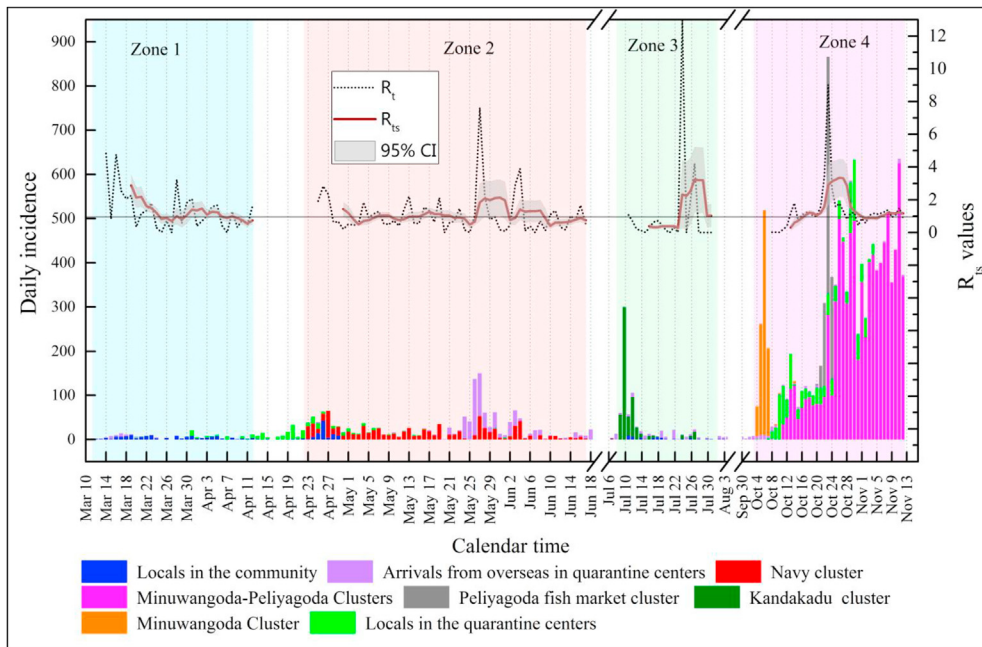 Zone 1
Zone 2
Zone 3
Zone 4
R_t
R_ts
95% CI
Daily incidence
950
900
800
700
600
500
400
300
200
100
0
R_ts values
12
10
8
6
4
2
1
0
Mar 10
Mar 14
Mar 18
Mar 22
Mar 26
Mar 30
Apr 3
Apr 7
Apr 11
Apr 15
Apr 19
Apr 23
Apr 27
May 1
May 5
May 9
May 13
May 17
May 21
May 25
May 29
Jun 2
Jun 6
Jun 10
Jun 14
Jun 18
Jul 6
Jul 10
Jul 14
Jul 18
Jul 22
Jul 26
Jul 30
Aug 3
Sep 30
Oct 4
Oct 8
Oct 12
Oct 16
Oct 20
Oct 24
Oct 28
Nov 1
Nov 5
Nov 9
Nov 13
Calendar time
Locals in the community
Arrivals from overseas in quarantine centers
Navy cluster
Minuwangoda-Peliyagoda Clusters
Peliyagoda fish market cluster
Kandakadu cluster
Minuwangoda Cluster
Locals in the quarantine centers